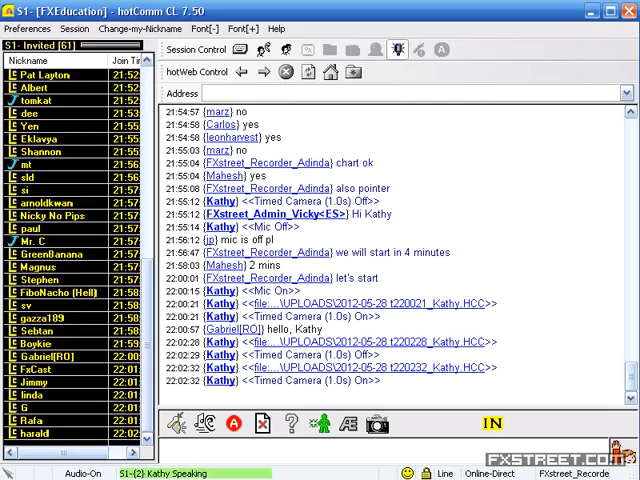 S1- [FXEducation] - hotComm CL 7.50
Preferences Session Change-my-Nickname Font[-] Font[+] Help
S1- Invited [61]
Session Control
Nickname Join Tir
hotWeb Control
Address
Pat Layton 21:52:
Albert 21:52:
tomkat 21:52:
dee 21:53:
Yen 21:54:
Eklavya 21:54:
Shannon 21:55:
mt 21:56:
sld 21:57:
si 21:57:
arnoldkwan 21:57:
Nicky No Pips 21:57:
paul 21:57:
Mr. C 21:57:
GreenBanana 21:57:
Magnus 21:58:
Stephen 21:58:
FiboNacho (Hell) 21:58:
sv 21:58:
gazza189 21:58:
Sebtan 21:58:
Boykie 21:58:
Gabriel[RO] 22:00:
FxCast 22:01:
Jimmy 22:01:
linda 22:01:
G 22:01:
Rafa 22:01:
harald 22:02:
21:54:57 {marz} no
21:54:58 {Carlos} yes
21:54:58 {leonharvest} yes
21:55:03 {marz} no
21:55:04 {FXstreet_Recorder_Adinda} chart ok
21:55:04 {Mahesh} yes
21:55:08 {FXstreet_Recorder_Adinda} also pointer
21:55:12 {Kathy} <<Timed Camera (1.0s) Off>>
21:55:12 {FXstreet_Admin_Vicky<ES>} Hi Kathy
21:55:14 {Kathy} <<Mic Off>>
21:56:12 {jp} mic is off pl
21:56:47 {FXstreet_Recorder_Adinda} we will start in 4 minutes
21:58:03 {Mahesh} 2 mins
22:00:01 {FXstreet_Recorder_Adinda} let's start
22:00:15 {Kathy} <<Mic On>>
22:00:21 {Kathy} <<file:...\UPLOADS\2012-05-28 t220021_Kathy.HCC>>
22:00:21 {Kathy} <<Timed Camera (1.0s) On>>
22:00:57 {Gabriel[RO]} hello, Kathy
22:02:28 {Kathy} <<file:...\UPLOADS\2012-05-28 t220228_Kathy.HCC>>
22:02:29 {Kathy} <<Timed Camera (1.0s) Off>>
22:02:32 {Kathy} <<file:...\UPLOADS\2012-05-28 t220232_Kathy.HCC>>
22:02:32 {Kathy} <<Timed Camera (1.0s) On>>
IN
FXSTREET.COM
Audio-On S1-{2} Kathy Speaking Line Online-Direct FXstreet_Recorde